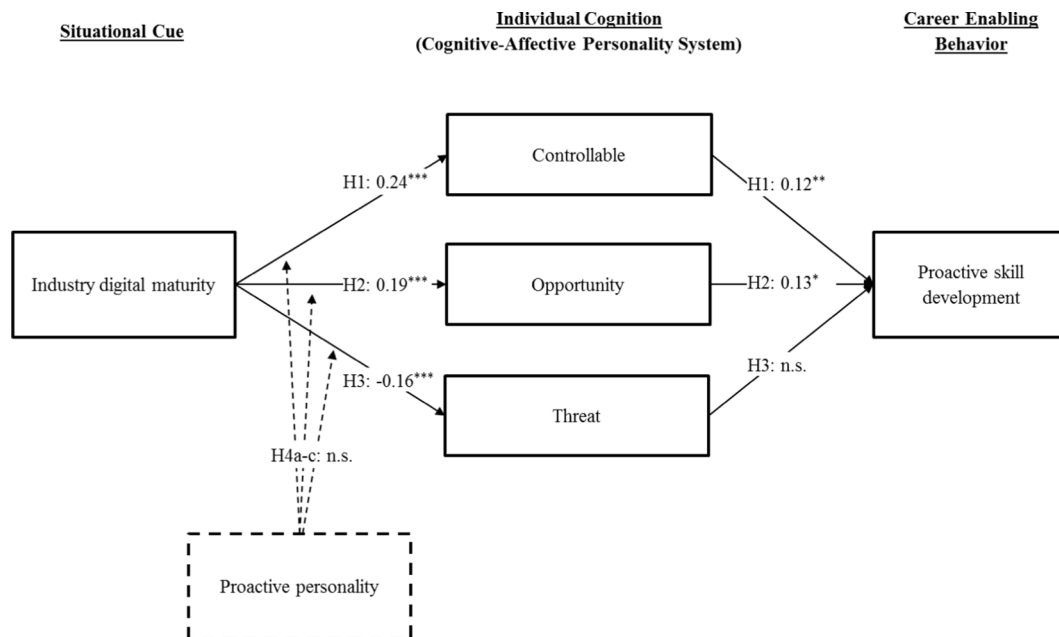 Situational Cue
Individual Cognition
(Cognitive-Affective Personality System)
Career Enabling
Behavior
Controllable
H1: 0.24***
H1: 0.12**
Industry digital maturity
H2: 0.19***
Opportunity
H2: 0.13*
Proactive skill
development
H3: -0.16***
Threat
H3: n.s.
H4a-c: n.s.
Proactive personality